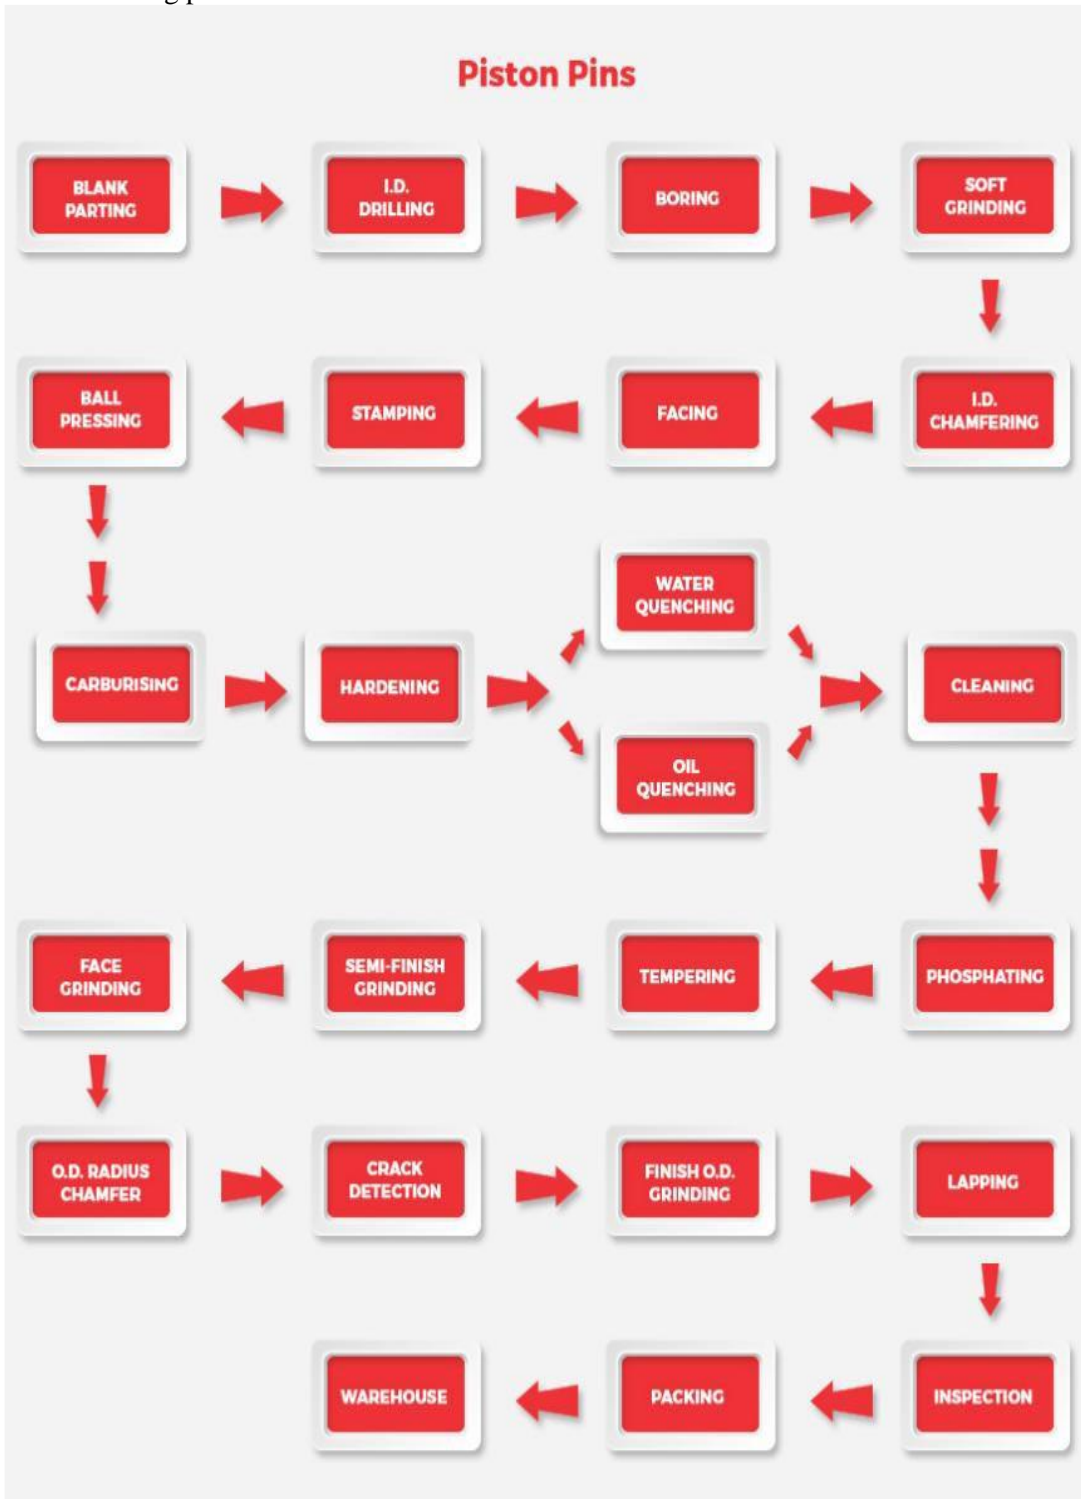 Piston Pins
BLANK
PARTING
I.D.
DRILLING
BORING
SOFT
GRINDING
I.D.
CHAMFERING
FACING
STAMPING
BALL
PRESSING
CARBURISING
HARDENING
WATER
QUENCHING
OIL
QUENCHING
CLEANING
PHOSPHATING
TEMPERING
SEMI-FINISH
GRINDING
FACE
GRINDING
O.D. RADIUS
CHAMFER
CRACK
DETECTION
FINISH O.D.
GRINDING
LAPPING
INSPECTION
PACKING
WAREHOUSE